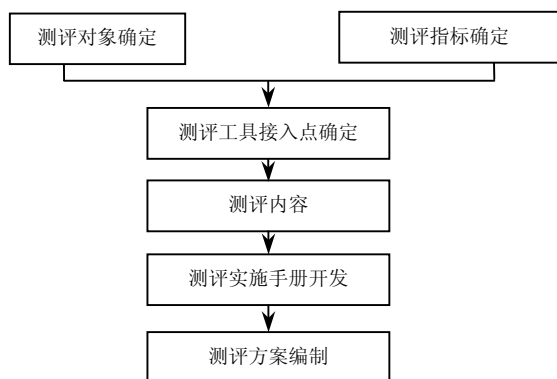 测评对象确定
测评指标确定
测评工具接入点确定
测评内容
测评实施手册开发
测评方案编制